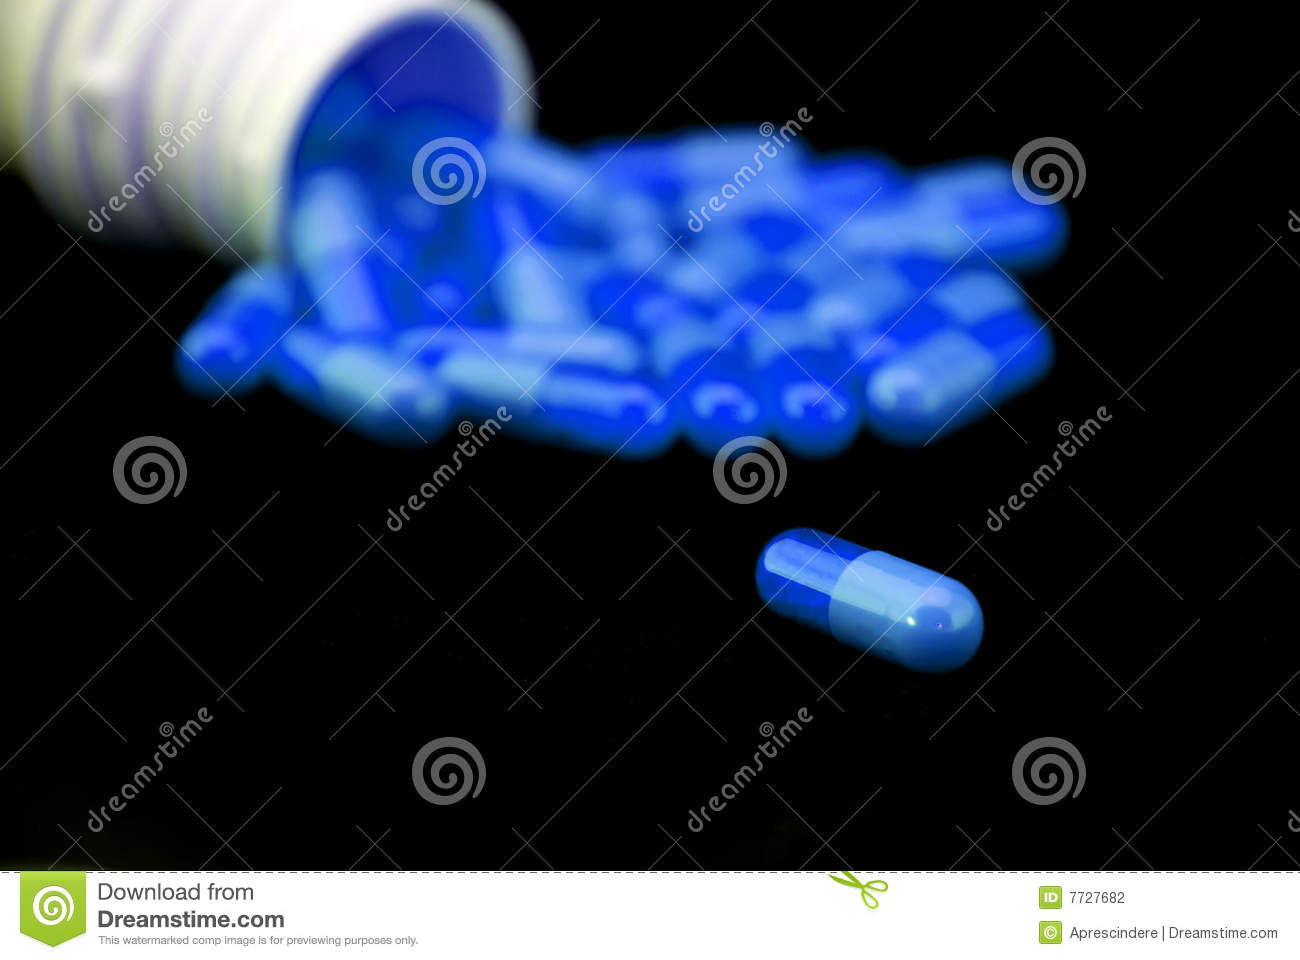 dreamstime
dreamstime
dreamstime
dreamstime
dreamstime
dreamstime
Download from
Dreamstime.com
This watermarked comp image is for previewing purposes only.
ID 7727682
© Aprescindere | Dreamstime.com